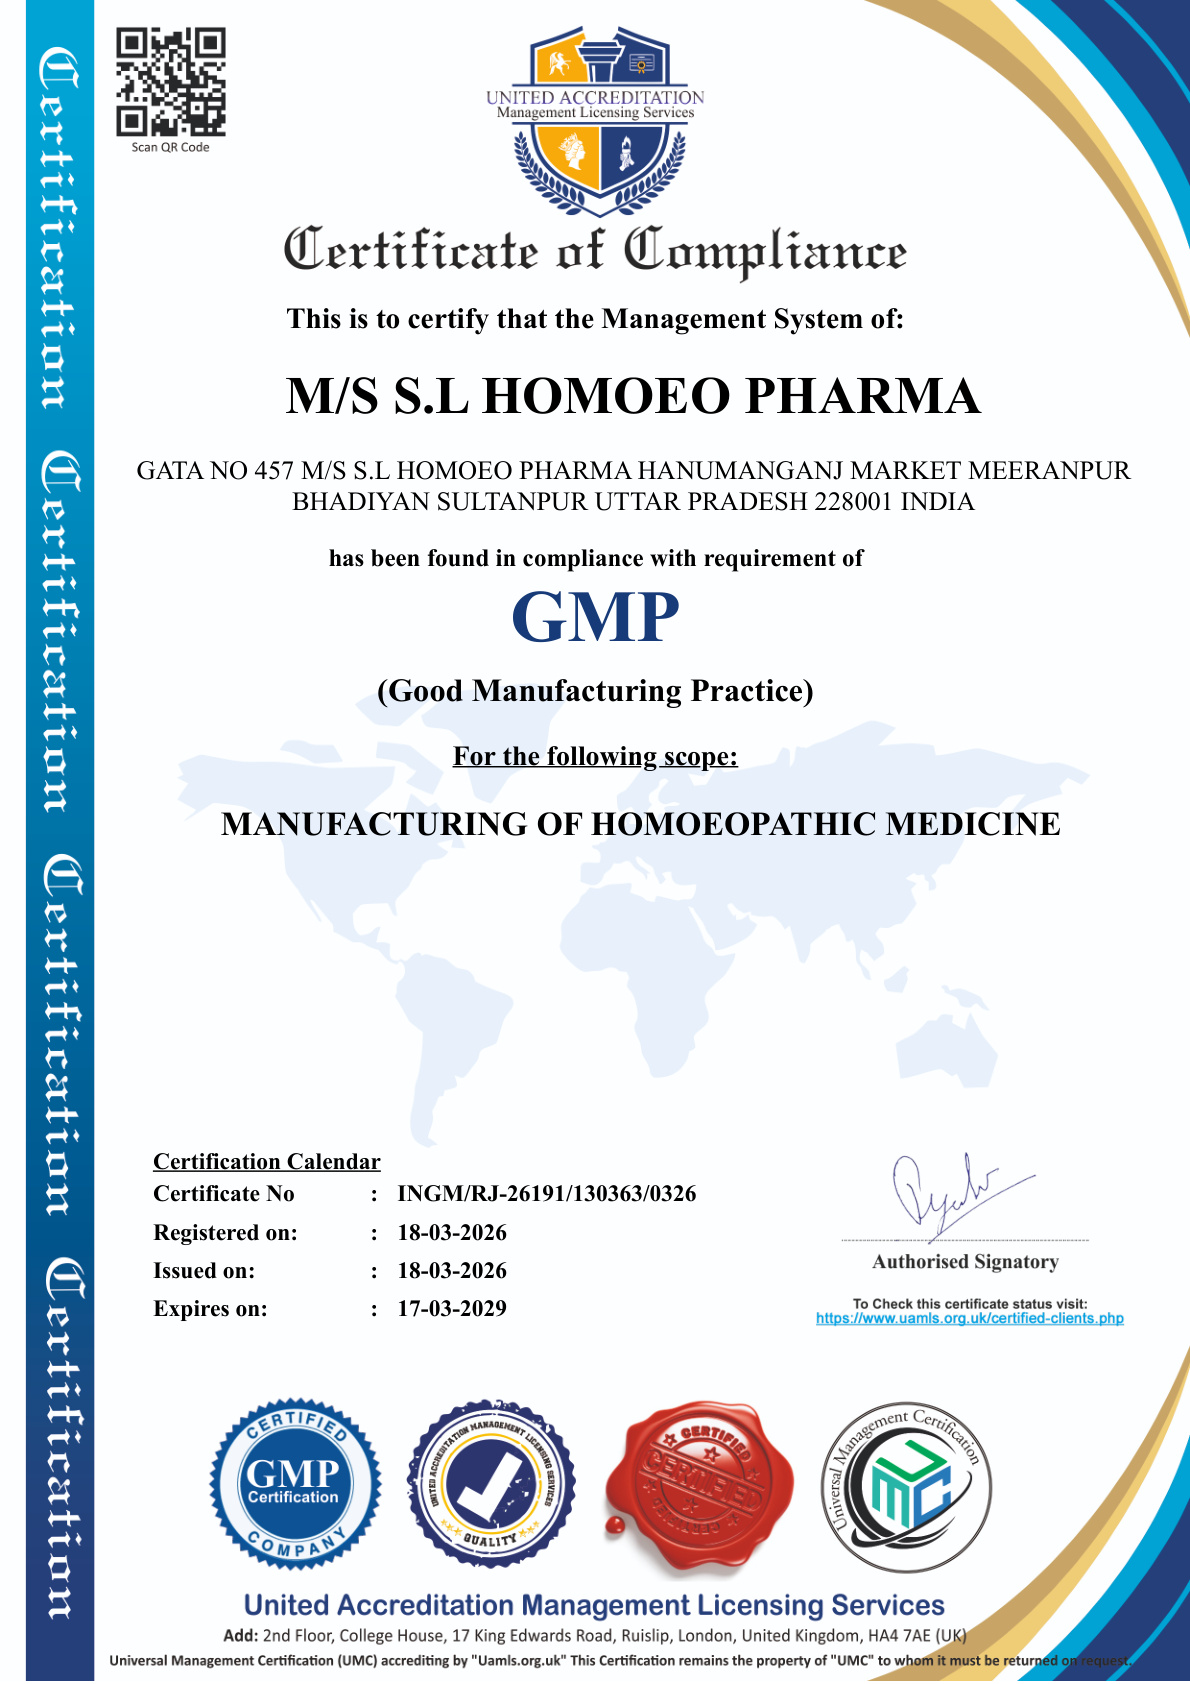 Certification Certification Certification Certification
Scan QR Code
UNITED ACCREDITATION
Management Licensing Services
Certificate of Compliance
This is to certify that the Management System of:
M/S S.L HOMOEO PHARMA
GATA NO 457 M/S S.L HOMOEO PHARMA HANUMANGANJ MARKET MEERANPUR
BHADIYAN SULTANPUR UTTAR PRADESH 228001 INDIA
has been found in compliance with requirement of
GMP
(Good Manufacturing Practice)
For the following scope:
MANUFACTURING OF HOMOEOPATHIC MEDICINE
Certification Calendar
Certificate No : INGM/RJ-26191/130363/0326
Registered on: : 18-03-2026
Issued on: : 18-03-2026
Expires on: : 17-03-2029
Authorised Signatory
To Check this certificate status visit:
https://www.uamls.org.uk/certified-clients.php
CERTIFIED
GMP
Certification
COMPANY
UNITED ACCREDITATION MANAGEMENT LICENSING SERVICES
QUALITY
CERTIFIED
CERTIFIED
Universal Management Certification
UMC
United Accreditation Management Licensing Services
Add: 2nd Floor, College House, 17 King Edwards Road, Ruislip, London, United Kingdom, HA4 7AE (UK)
Universal Management Certification (UMC) accrediting by "Uamls.org.uk" This Certification remains the property of "UMC" to whom it must be returned on request.